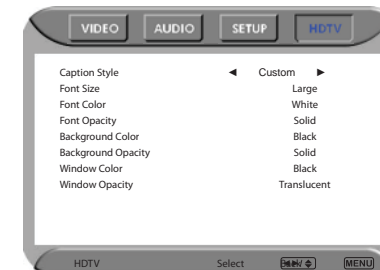 VIDEO AUDIO SETUP HDTV
Caption Style ◄ Custom ►
Font Size Large
Font Color White
Font Opacity Solid
Background Color Black
Background Opacity Solid
Window Color Black
Window Opacity Translucent
HDTV Select MENU